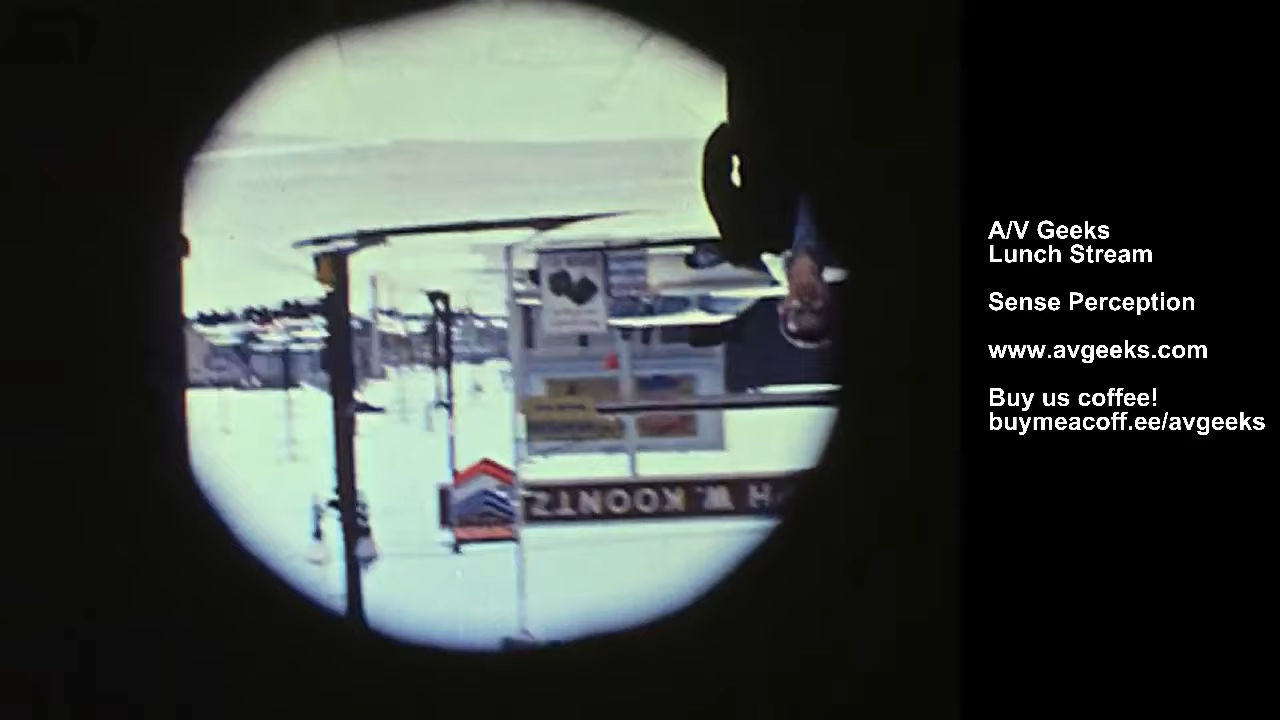 A/V Geeks
Lunch Stream
Sense Perception
www.avgeeks.com
Buy us coffee!
buymeacoff.ee/avgeeks
W. KOONTZ